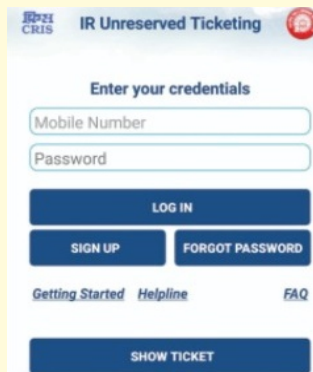 क्रिस IR Unreserved Ticketing
CRIS
Enter your credentials
Mobile Number
Password
LOG IN
SIGN UP FORGOT PASSWORD
Getting Started Helpline FAQ
SHOW TICKET